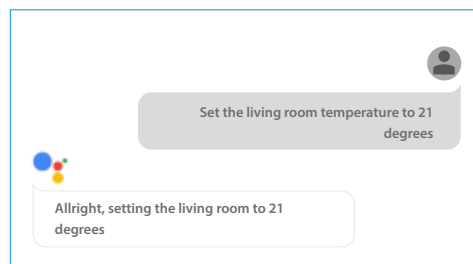 Set the living room temperature to 21
degrees
Allright, setting the living room to 21
degrees